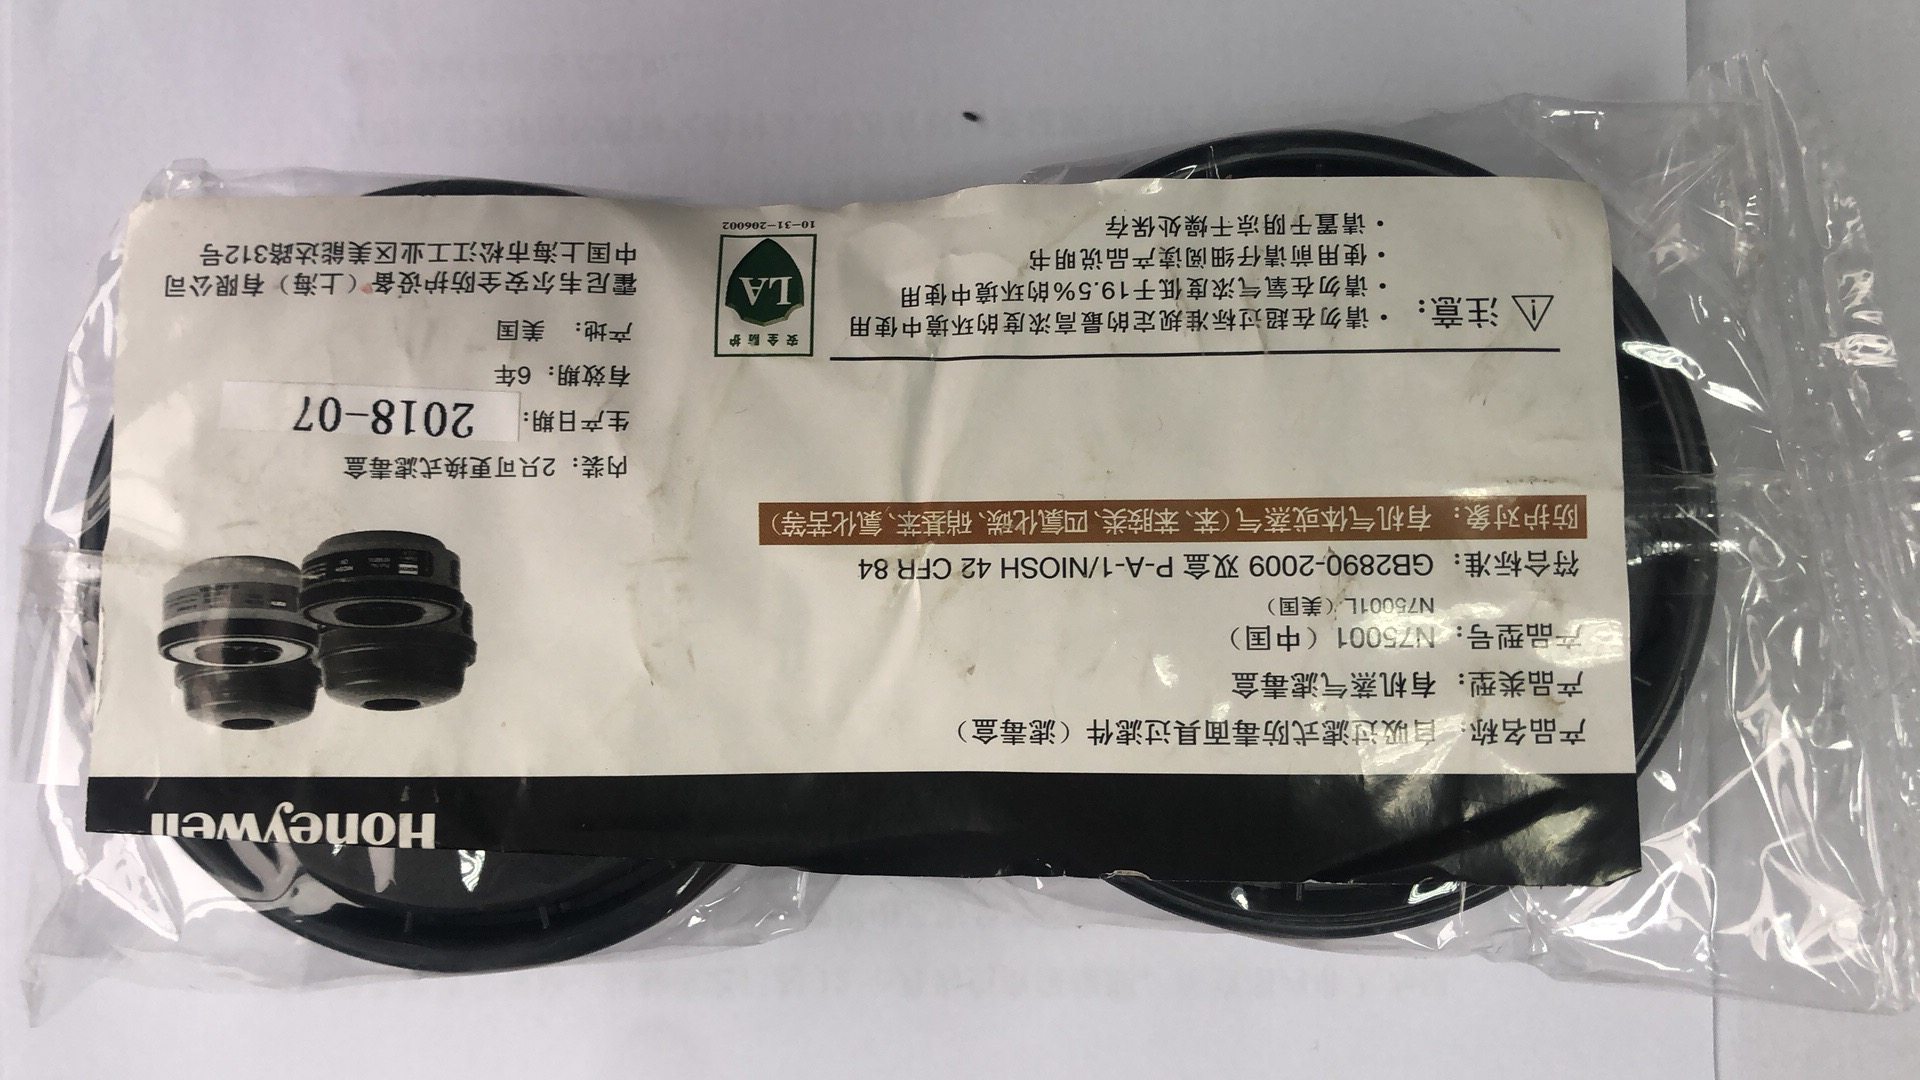 Honeywell
产品名称：自吸过滤式防毒面具过滤件（滤毒盒）
产品类型：有机蒸气滤毒盒
产品型号：N75001（中国）
N75001L（美国）
符合标准：GB2890-2009 双盒 P-A-1/NIOSH 42 CFR 84
防护对象：有机气体或蒸气（苯、苯胺类、四氯化碳、硝基苯、氯化苦等）
注意：
·请勿在超过标准规定的最高浓度的环境中使用
·请勿在氧气浓度低于19.5%的环境中使用
·使用前请仔细阅读产品说明书
·请置于阴凉干燥处保存
内装：2只可更换式滤毒盒
生产日期：2018-07
有效期：6年
产地：美国
霍尼韦尔安全防护设备（上海）有限公司
中国上海市松江工业区美能达路312号
安全防护
LA
10-31-206002